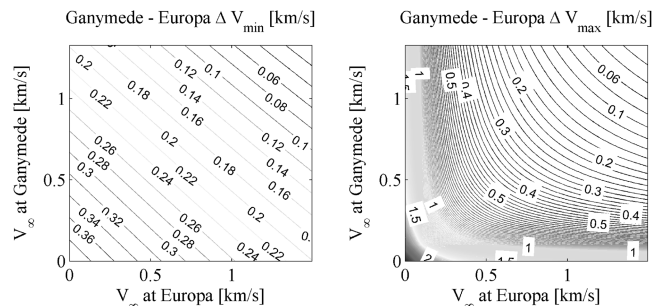 Ganymede - Europa Δ V_min [km/s]
V_∞ at Ganymede [km/s]
1
0.5
0
0 0.5 1
V_∞ at Europa [km/s]
0.2 0.12 0.1 0.06
0.22 0.18 0.14 0.08
0.16 0.12 0.1
0.26 0.2
0.28 0.22 0.18 0.14
0.3 0.24 0.16
0.34 0.32 0.26 0.2
0.36 0.28 0.22
0.3 0.24
Ganymede - Europa Δ V_max [km/s]
V_∞ at Ganymede [km/s]
1
0.5
0
0 0.5 1
V_∞ at Europa [km/s]
1 0.5 0.4 0.2 0.06
0.3 0.1
0.2
0.5 0.4 0.3
1.5 1 0.5 0.4
2 1